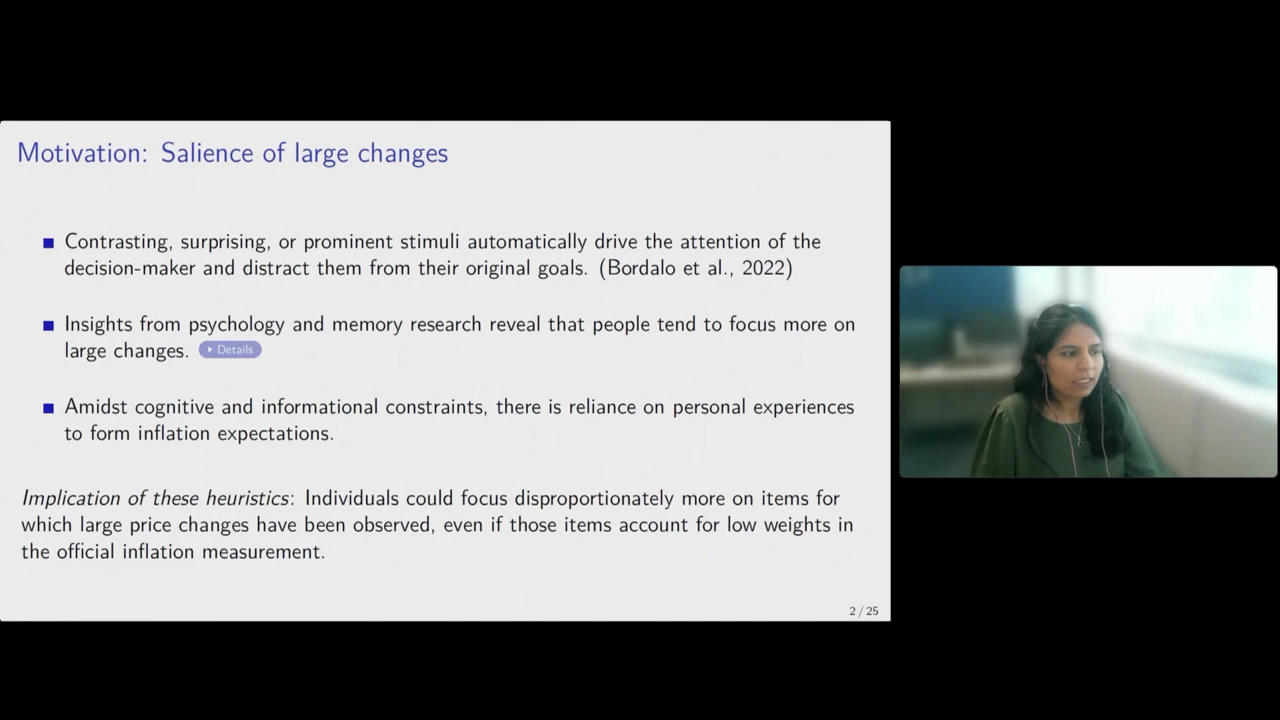 Motivation: Salience of large changes
Contrasting, surprising, or prominent stimuli automatically drive the attention of the
decision-maker and distract them from their original goals. (Bordalo et al., 2022)
Insights from psychology and memory research reveal that people tend to focus more on
large changes. Details
Amidst cognitive and informational constraints, there is reliance on personal experiences
to form inflation expectations.
Implication of these heuristics: Individuals could focus disproportionately more on items for
which large price changes have been observed, even if those items account for low weights in
the official inflation measurement.
2 / 25